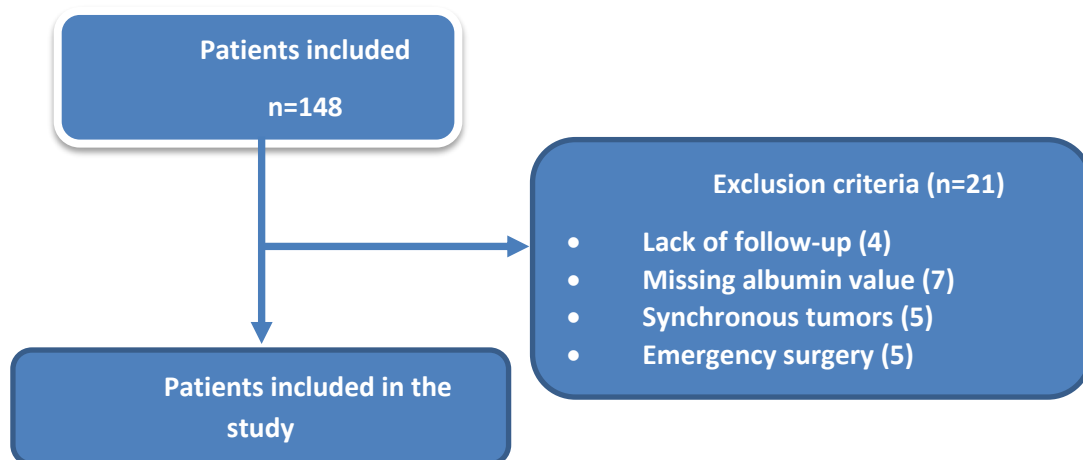 Patients included
n=148
Exclusion criteria (n=21)
• Lack of follow-up (4)
• Missing albumin value (7)
• Synchronous tumors (5)
• Emergency surgery (5)
Patients included in the
study